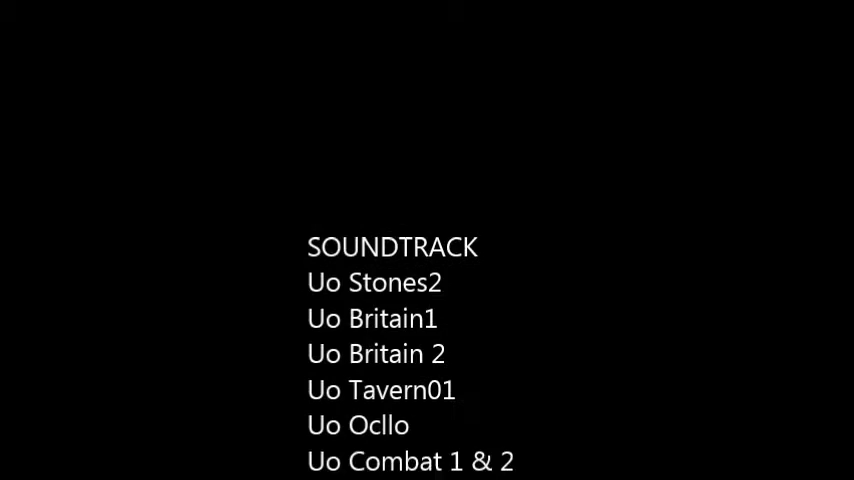 SOUNDTRACK
Uo Stones2
Uo Britain1
Uo Britain 2
Uo Tavern01
Uo Ocllo
Uo Combat 1 & 2